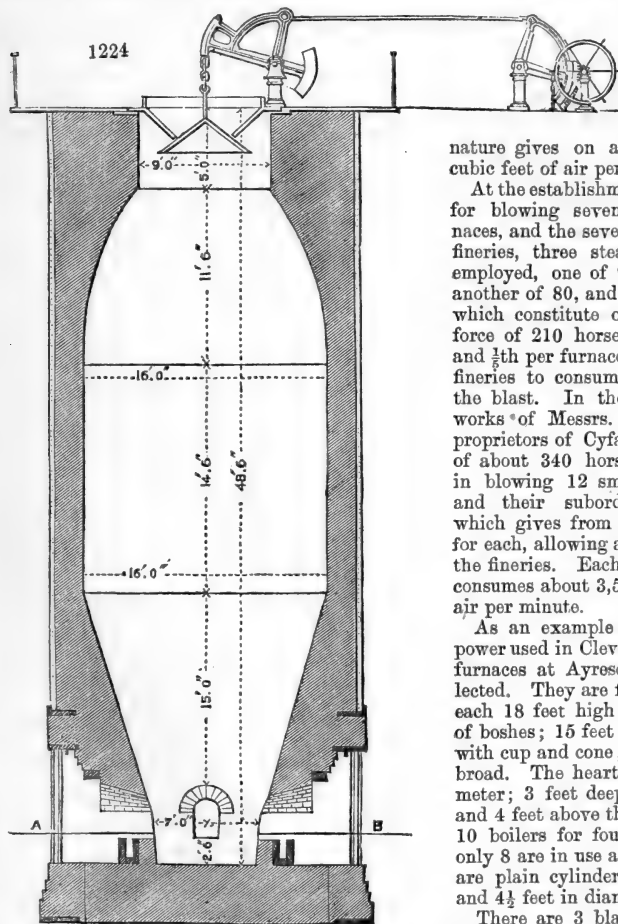 1224
9'.0"
5'.0"
11'.6"
16'.0"
14'.6"
48'.6"
16'.0"
15'.0"
A
7'.0"
B
2'.6"
nature gives on a
cubic feet of air per
At the establishm
for blowing seven
naces, and the seve
fineries, three stea
employed, one of
another of 80, and
which constitute c
force of 210 horse
and ⅕th per furnace
fineries to consum
the blast. In the
works of Messrs.
proprietors of Cyfa
of about 340 hors
in blowing 12 sm
and their subord
which gives from
for each, allowing a
the fineries. Each
consumes about 3,5
air per minute.
As an example
power used in Clev
furnaces at Ayrese
lected. They are f
each 18 feet high
of boshes; 15 feet
with cup and cone
broad. The heart
meter; 3 feet deep
and 4 feet above th
10 boilers for fou
only 8 are in use a
are plain cylinder
and 4½ feet in diam
There are 3 bla